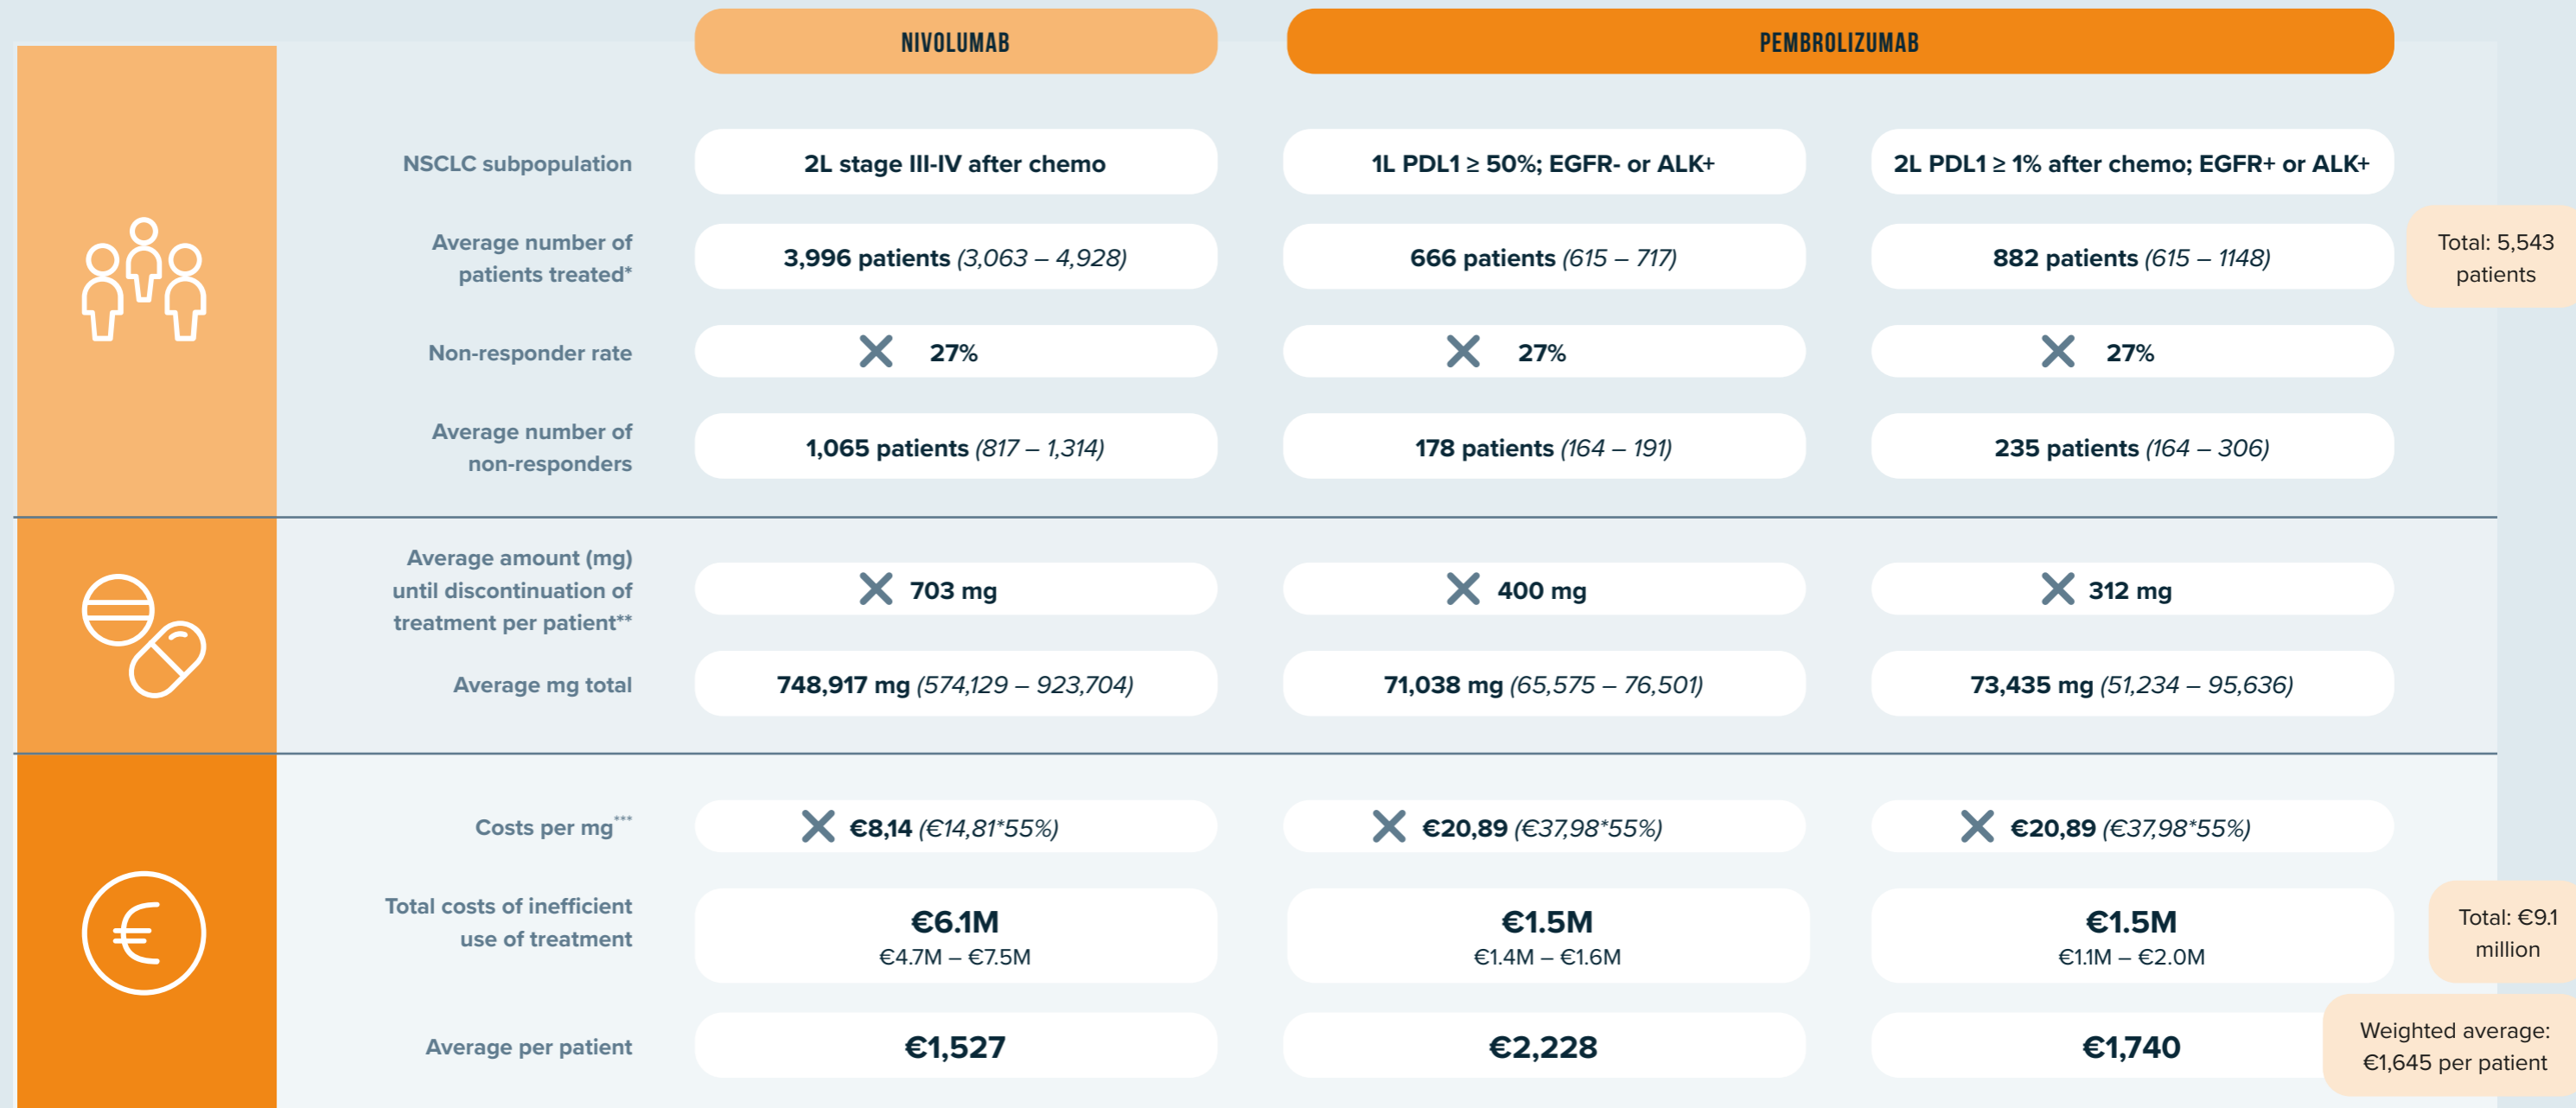 NIVOLUMAB
PEMBROLIZUMAB
NSCLC subpopulation
2L stage III-IV after chemo
1L PDL1 ≥ 50%; EGFR- or ALK+
2L PDL1 ≥ 1% after chemo; EGFR+ or ALK+
Average number of
patients treated*
3,996 patients (3,063 – 4,928)
666 patients (615 – 717)
882 patients (615 – 1148)
Total: 5,543
patients
Non-responder rate
27%
27%
27%
Average number of
non-responders
1,065 patients (817 – 1,314)
178 patients (164 – 191)
235 patients (164 – 306)
Average amount (mg)
until discontinuation of
treatment per patient**
703 mg
400 mg
312 mg
Average mg total
748,917 mg (574,129 – 923,704)
71,038 mg (65,575 – 76,501)
73,435 mg (51,234 – 95,636)
Costs per mg***
€8,14 (€14,81*55%)
€20,89 (€37,98*55%)
€20,89 (€37,98*55%)
Total costs of inefficient
use of treatment
€6.1M
€4.7M – €7.5M
€1.5M
€1.4M – €1.6M
€1.5M
€1.1M – €2.0M
Total: €9.1
million
Average per patient
€1,527
€2,228
€1,740
Weighted average:
€1,645 per patient